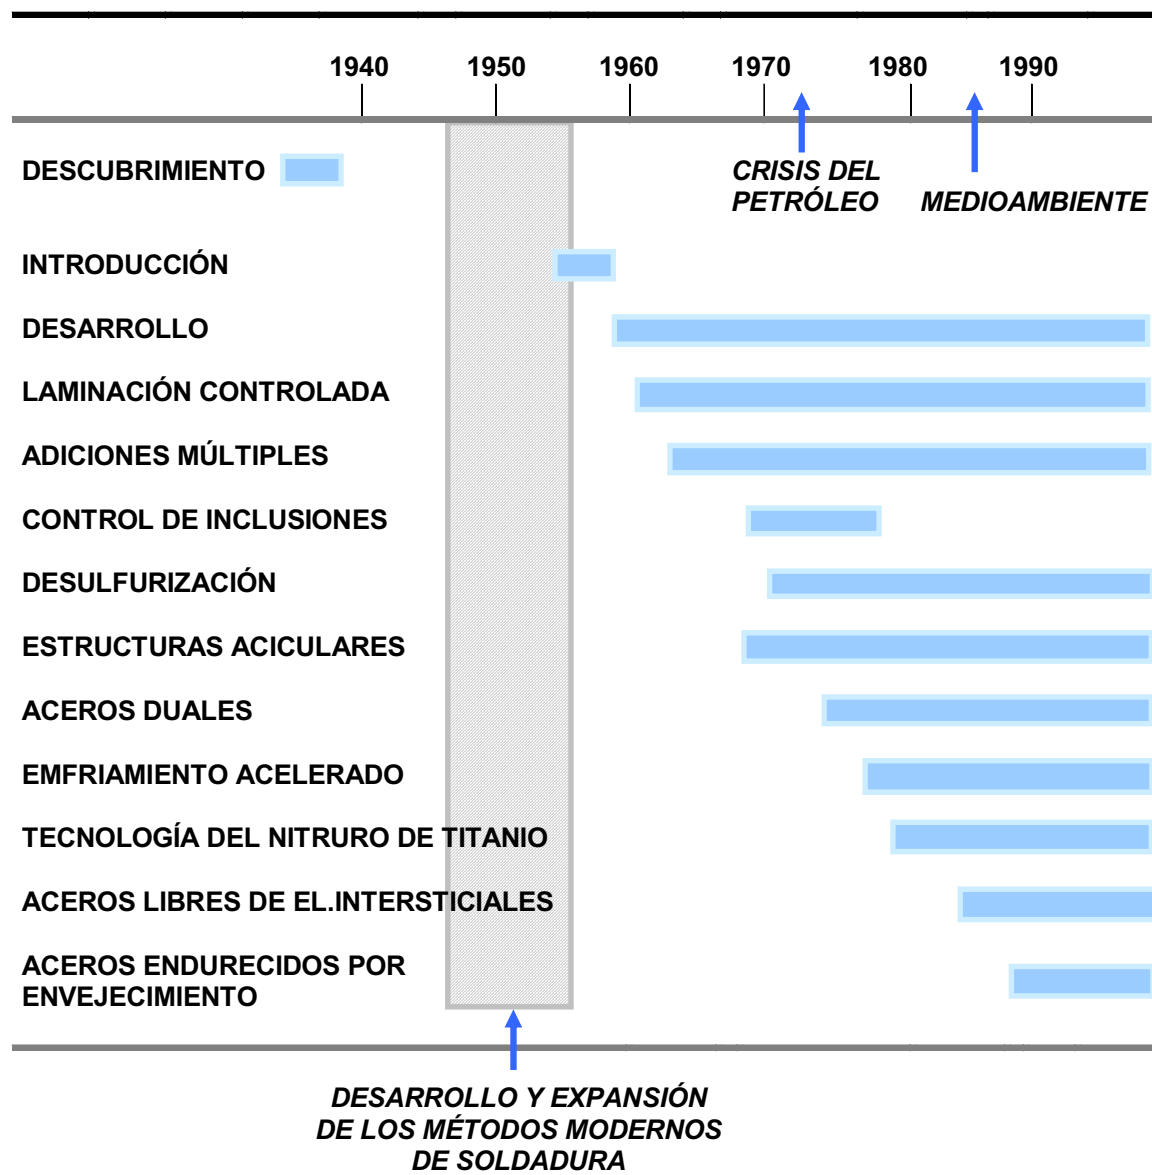 1940 1950 1960 1970 1980 1990
DESCUBRIMIENTO
CRISIS DEL
PETRÓLEO
MEDIOAMBIENTE
INTRODUCCIÓN
DESARROLLO
LAMINACIÓN CONTROLADA
ADICIONES MÚLTIPLES
CONTROL DE INCLUSIONES
DESULFURIZACIÓN
ESTRUCTURAS ACICULARES
ACEROS DUALES
EMFRIAMIENTO ACELERADO
TECNOLOGÍA DEL NITRURO DE TITANIO
ACEROS LIBRES DE EL.INTERSTICIALES
ACEROS ENDURECIDOS POR
ENVEJECIMIENTO
DESARROLLO Y EXPANSIÓN
DE LOS MÉTODOS MODERNOS
DE SOLDADURA